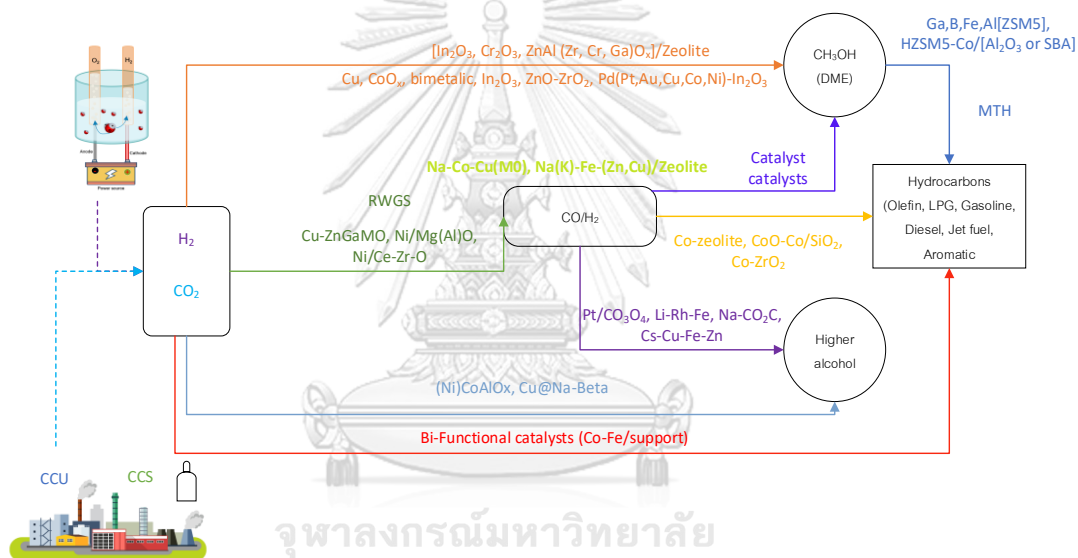 [In₂O₃, Cr₂O₃, ZnAl (Zr, Cr, Ga)Oₓ]/Zeolite
Cu, CoOₓ, bimetalic, In₂O₃, ZnO-ZrO₂, Pd(Pt,Au,Cu,Co,Ni)-In₂O₃
CH₃OH
(DME)
Ga,B,Fe,Al[ZSM5],
HZSM5-Co/[Al₂O₃ or SBA]
MTH
O₂
H₂
Anode
Cathode
Power source
Na-Co-Cu(M0), Na(K)-Fe-(Zn,Cu)/Zeolite
Catalyst
catalysts
Hydrocarbons
(Olefin, LPG, Gasoline,
Diesel, Jet fuel,
Aromatic
RWGS
Cu-ZnGaMO, Ni/Mg(Al)O,
Ni/Ce-Zr-O
CO/H₂
Co-zeolite, CoO-Co/SiO₂,
Co-ZrO₂
H₂
CO₂
Pt/CO₃O₄, Li-Rh-Fe, Na-CO₂C,
Cs-Cu-Fe-Zn
Higher
alcohol
(Ni)CoAlOx, Cu@Na-Beta
Bi-Functional catalysts (Co-Fe/support)
CCU
CCS
จุฬาลงกรณ์มหาวิทยาลัย